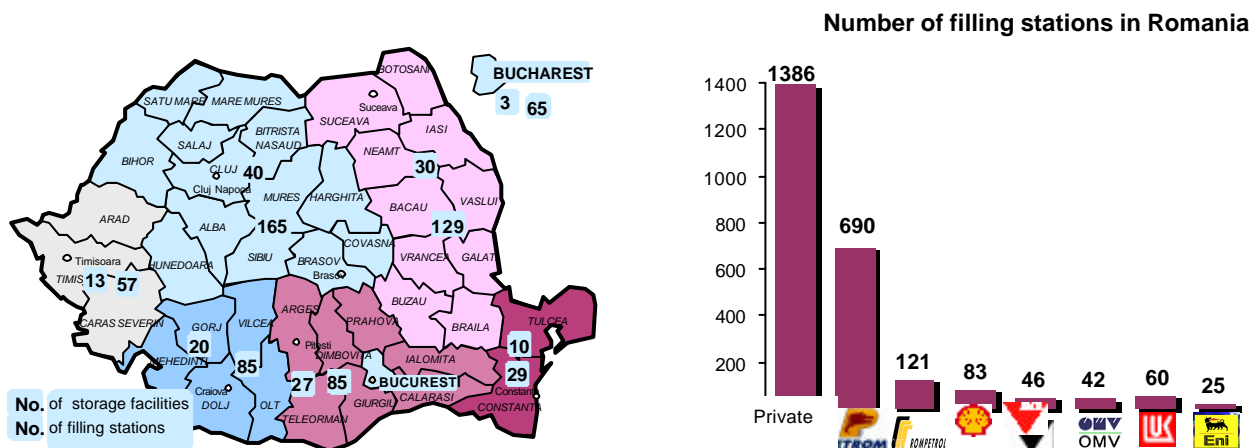 Number of filling stations in Romania
BOTOSANI
BUCHAREST
3 65
SATU MARE
MARE MURES
Suceava
SUCEAVA
IASI
BITRISTA
NASAUD
SALAJ
NEAMT
BIHOR
CLUJ
40
30
Cluj Napoca
MURES
HARGHITA
VASLUI
BACAU
ARAD
ALBA
165
129
COVASNA
Timisoara
HUNEDOARA
SIBIU
BRASOV
VRANCEA
GALATI
Brasov
TIMIS
13 57
BUZAU
ARGES
CARAS SEVERIN
GORJ
VILCEA
PRAHOVA
BRAILA
TULCEA
20
Pitesti
10
MEHEDINTI
DIMBOVITA
IALOMITA
85
29
27
85
BUCURESTI
Craiova
CALARASI
Constanta
DOLJ
OLT
GIURGIU
CONSTANTA
TELEORMAN
No. of storage facilities
No. of filling stations
1400
1200
1000
800
600
400
200
1386
690
121
83
46
42
60
25
Private
TROM
ROMPETROL
OMV
OMV
LUK
Eni